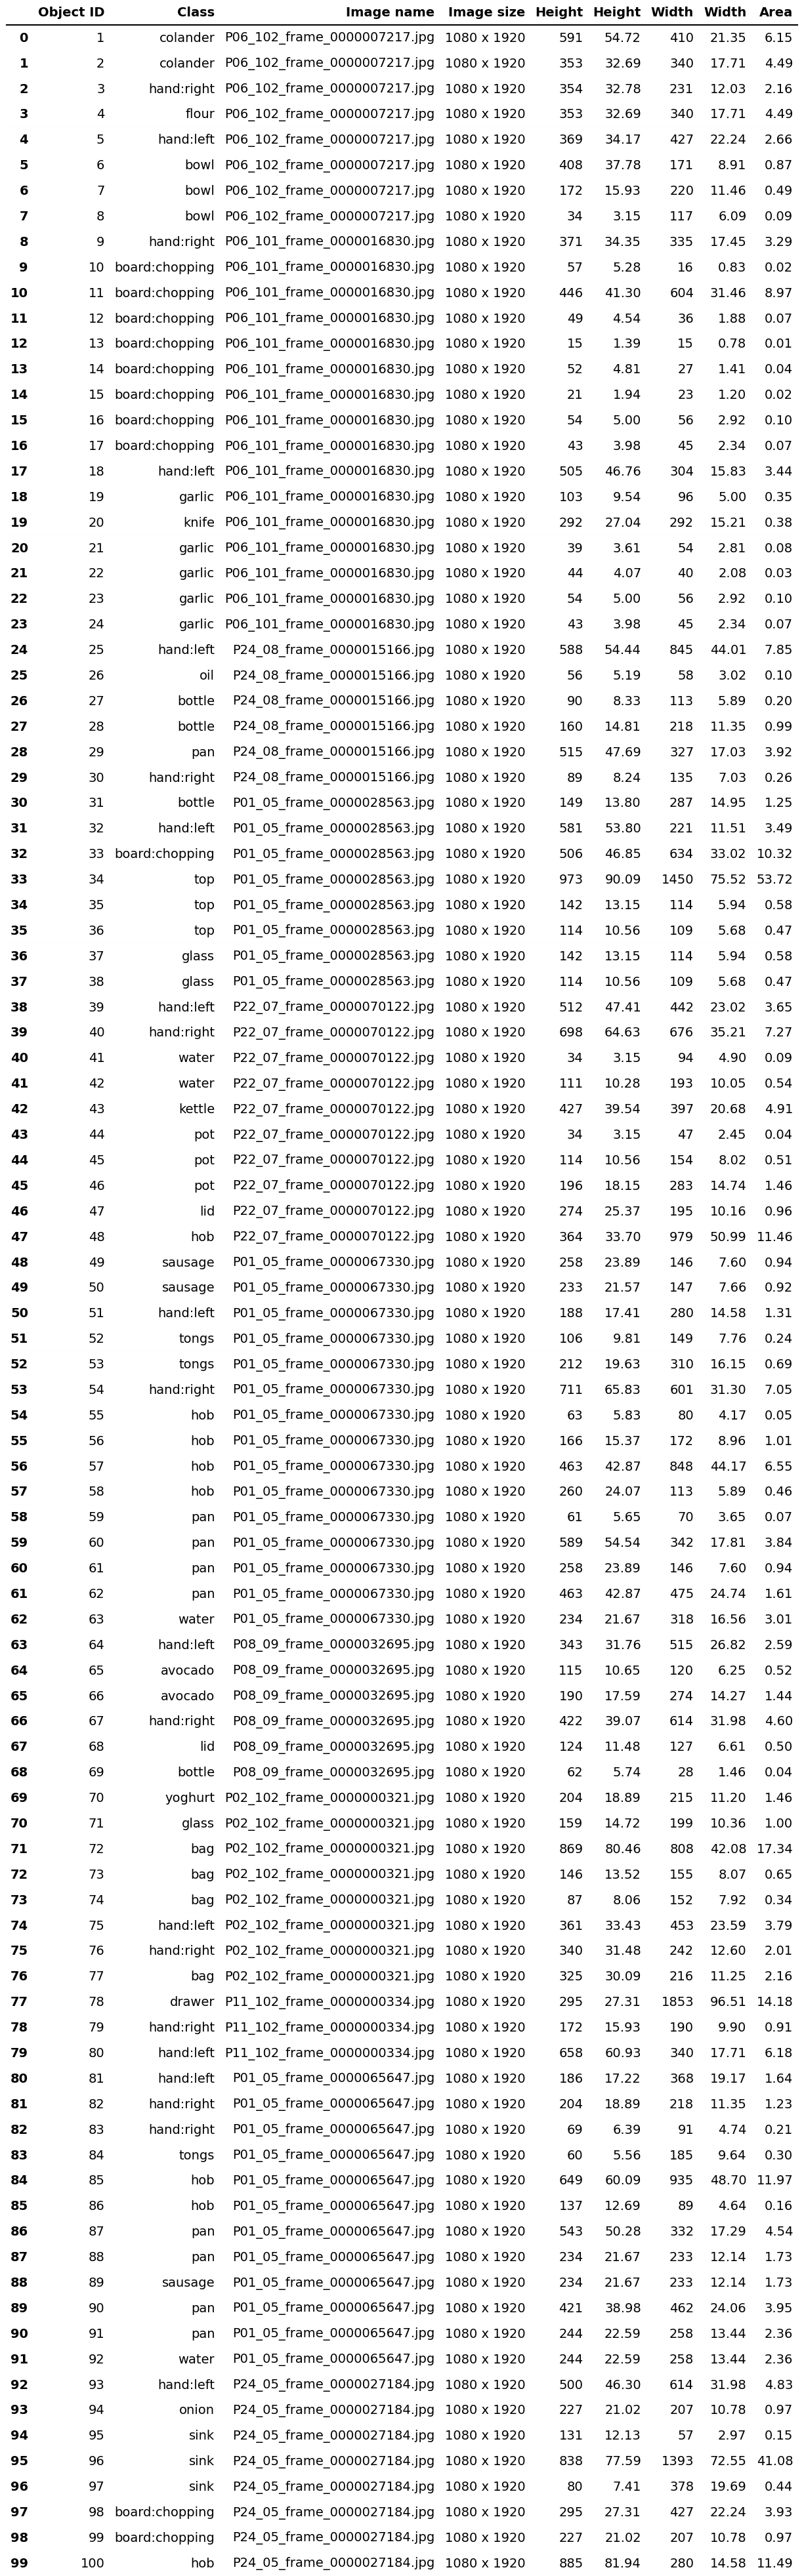 Object ID Class Image name Image size Height Height Width Width Area
0 1 colander P06_102_frame_0000007217.jpg 1080 x 1920 591 54.72 410 21.35 6.15
1 2 colander P06_102_frame_0000007217.jpg 1080 x 1920 353 32.69 340 17.71 4.49
2 3 hand:right P06_102_frame_0000007217.jpg 1080 x 1920 354 32.78 231 12.03 2.16
3 4 flour P06_102_frame_0000007217.jpg 1080 x 1920 353 32.69 340 17.71 4.49
4 5 hand:left P06_102_frame_0000007217.jpg 1080 x 1920 369 34.17 427 22.24 2.66
5 6 bowl P06_102_frame_0000007217.jpg 1080 x 1920 408 37.78 171 8.91 0.87
6 7 bowl P06_102_frame_0000007217.jpg 1080 x 1920 172 15.93 220 11.46 0.49
7 8 bowl P06_102_frame_0000007217.jpg 1080 x 1920 34 3.15 117 6.09 0.09
8 9 hand:right P06_101_frame_0000016830.jpg 1080 x 1920 371 34.35 335 17.45 3.29
9 10 board:chopping P06_101_frame_0000016830.jpg 1080 x 1920 57 5.28 16 0.83 0.02
10 11 board:chopping P06_101_frame_0000016830.jpg 1080 x 1920 446 41.30 604 31.46 8.97
11 12 board:chopping P06_101_frame_0000016830.jpg 1080 x 1920 49 4.54 36 1.88 0.07
12 13 board:chopping P06_101_frame_0000016830.jpg 1080 x 1920 15 1.39 15 0.78 0.01
13 14 board:chopping P06_101_frame_0000016830.jpg 1080 x 1920 52 4.81 27 1.41 0.04
14 15 board:chopping P06_101_frame_0000016830.jpg 1080 x 1920 21 1.94 23 1.20 0.02
15 16 board:chopping P06_101_frame_0000016830.jpg 1080 x 1920 54 5.00 56 2.92 0.10
16 17 board:chopping P06_101_frame_0000016830.jpg 1080 x 1920 43 3.98 45 2.34 0.07
17 18 hand:left P06_101_frame_0000016830.jpg 1080 x 1920 505 46.76 304 15.83 3.44
18 19 garlic P06_101_frame_0000016830.jpg 1080 x 1920 103 9.54 96 5.00 0.35
19 20 knife P06_101_frame_0000016830.jpg 1080 x 1920 292 27.04 292 15.21 0.38
20 21 garlic P06_101_frame_0000016830.jpg 1080 x 1920 39 3.61 54 2.81 0.08
21 22 garlic P06_101_frame_0000016830.jpg 1080 x 1920 44 4.07 40 2.08 0.03
22 23 garlic P06_101_frame_0000016830.jpg 1080 x 1920 54 5.00 56 2.92 0.10
23 24 garlic P06_101_frame_0000016830.jpg 1080 x 1920 43 3.98 45 2.34 0.07
24 25 hand:left P24_08_frame_0000015166.jpg 1080 x 1920 588 54.44 845 44.01 7.85
25 26 oil P24_08_frame_0000015166.jpg 1080 x 1920 56 5.19 58 3.02 0.10
26 27 bottle P24_08_frame_0000015166.jpg 1080 x 1920 90 8.33 113 5.89 0.20
27 28 bottle P24_08_frame_0000015166.jpg 1080 x 1920 160 14.81 218 11.35 0.99
28 29 pan P24_08_frame_0000015166.jpg 1080 x 1920 515 47.69 327 17.03 3.92
29 30 hand:right P24_08_frame_0000015166.jpg 1080 x 1920 89 8.24 135 7.03 0.26
30 31 bottle P01_05_frame_0000028563.jpg 1080 x 1920 149 13.80 287 14.95 1.25
31 32 hand:left P01_05_frame_0000028563.jpg 1080 x 1920 581 53.80 221 11.51 3.49
32 33 board:chopping P01_05_frame_0000028563.jpg 1080 x 1920 506 46.85 634 33.02 10.32
33 34 top P01_05_frame_0000028563.jpg 1080 x 1920 973 90.09 1450 75.52 53.72
34 35 top P01_05_frame_0000028563.jpg 1080 x 1920 142 13.15 114 5.94 0.58
35 36 top P01_05_frame_0000028563.jpg 1080 x 1920 114 10.56 109 5.68 0.47
36 37 glass P01_05_frame_0000028563.jpg 1080 x 1920 142 13.15 114 5.94 0.58
37 38 glass P01_05_frame_0000028563.jpg 1080 x 1920 114 10.56 109 5.68 0.47
38 39 hand:left P22_07_frame_0000070122.jpg 1080 x 1920 512 47.41 442 23.02 3.65
39 40 hand:right P22_07_frame_0000070122.jpg 1080 x 1920 698 64.63 676 35.21 7.27
40 41 water P22_07_frame_0000070122.jpg 1080 x 1920 34 3.15 94 4.90 0.09
41 42 water P22_07_frame_0000070122.jpg 1080 x 1920 111 10.28 193 10.05 0.54
42 43 kettle P22_07_frame_0000070122.jpg 1080 x 1920 427 39.54 397 20.68 4.91
43 44 pot P22_07_frame_0000070122.jpg 1080 x 1920 34 3.15 47 2.45 0.04
44 45 pot P22_07_frame_0000070122.jpg 1080 x 1920 114 10.56 154 8.02 0.51
45 46 pot P22_07_frame_0000070122.jpg 1080 x 1920 196 18.15 283 14.74 1.46
46 47 lid P22_07_frame_0000070122.jpg 1080 x 1920 274 25.37 195 10.16 0.96
47 48 hob P22_07_frame_0000070122.jpg 1080 x 1920 364 33.70 979 50.99 11.46
48 49 sausage P01_05_frame_0000067330.jpg 1080 x 1920 258 23.89 146 7.60 0.94
49 50 sausage P01_05_frame_0000067330.jpg 1080 x 1920 233 21.57 147 7.66 0.92
50 51 hand:left P01_05_frame_0000067330.jpg 1080 x 1920 188 17.41 280 14.58 1.31
51 52 tongs P01_05_frame_0000067330.jpg 1080 x 1920 106 9.81 149 7.76 0.24
52 53 tongs P01_05_frame_0000067330.jpg 1080 x 1920 212 19.63 310 16.15 0.69
53 54 hand:right P01_05_frame_0000067330.jpg 1080 x 1920 711 65.83 601 31.30 7.05
54 55 hob P01_05_frame_0000067330.jpg 1080 x 1920 63 5.83 80 4.17 0.05
55 56 hob P01_05_frame_0000067330.jpg 1080 x 1920 166 15.37 172 8.96 1.01
56 57 hob P01_05_frame_0000067330.jpg 1080 x 1920 463 42.87 848 44.17 6.55
57 58 hob P01_05_frame_0000067330.jpg 1080 x 1920 260 24.07 113 5.89 0.46
58 59 pan P01_05_frame_0000067330.jpg 1080 x 1920 61 5.65 70 3.65 0.07
59 60 pan P01_05_frame_0000067330.jpg 1080 x 1920 589 54.54 342 17.81 3.84
60 61 pan P01_05_frame_0000067330.jpg 1080 x 1920 258 23.89 146 7.60 0.94
61 62 pan P01_05_frame_0000067330.jpg 1080 x 1920 463 42.87 475 24.74 1.61
62 63 water P01_05_frame_0000067330.jpg 1080 x 1920 234 21.67 318 16.56 3.01
63 64 hand:left P08_09_frame_0000032695.jpg 1080 x 1920 343 31.76 515 26.82 2.59
64 65 avocado P08_09_frame_0000032695.jpg 1080 x 1920 115 10.65 120 6.25 0.52
65 66 avocado P08_09_frame_0000032695.jpg 1080 x 1920 190 17.59 274 14.27 1.44
66 67 hand:right P08_09_frame_0000032695.jpg 1080 x 1920 422 39.07 614 31.98 4.60
67 68 lid P08_09_frame_0000032695.jpg 1080 x 1920 124 11.48 127 6.61 0.50
68 69 bottle P08_09_frame_0000032695.jpg 1080 x 1920 62 5.74 28 1.46 0.04
69 70 yoghurt P02_102_frame_0000000321.jpg 1080 x 1920 204 18.89 215 11.20 1.46
70 71 glass P02_102_frame_0000000321.jpg 1080 x 1920 159 14.72 199 10.36 1.00
71 72 bag P02_102_frame_0000000321.jpg 1080 x 1920 869 80.46 808 42.08 17.34
72 73 bag P02_102_frame_0000000321.jpg 1080 x 1920 146 13.52 155 8.07 0.65
73 74 bag P02_102_frame_0000000321.jpg 1080 x 1920 87 8.06 152 7.92 0.34
74 75 hand:left P02_102_frame_0000000321.jpg 1080 x 1920 361 33.43 453 23.59 3.79
75 76 hand:right P02_102_frame_0000000321.jpg 1080 x 1920 340 31.48 242 12.60 2.01
76 77 bag P02_102_frame_0000000321.jpg 1080 x 1920 325 30.09 216 11.25 2.16
77 78 drawer P11_102_frame_0000000334.jpg 1080 x 1920 295 27.31 1853 96.51 14.18
78 79 hand:right P11_102_frame_0000000334.jpg 1080 x 1920 172 15.93 190 9.90 0.91
79 80 hand:left P11_102_frame_0000000334.jpg 1080 x 1920 658 60.93 340 17.71 6.18
80 81 hand:left P01_05_frame_0000065647.jpg 1080 x 1920 186 17.22 368 19.17 1.64
81 82 hand:right P01_05_frame_0000065647.jpg 1080 x 1920 204 18.89 218 11.35 1.23
82 83 hand:right P01_05_frame_0000065647.jpg 1080 x 1920 69 6.39 91 4.74 0.21
83 84 tongs P01_05_frame_0000065647.jpg 1080 x 1920 60 5.56 185 9.64 0.30
84 85 hob P01_05_frame_0000065647.jpg 1080 x 1920 649 60.09 935 48.70 11.97
85 86 hob P01_05_frame_0000065647.jpg 1080 x 1920 137 12.69 89 4.64 0.16
86 87 pan P01_05_frame_0000065647.jpg 1080 x 1920 543 50.28 332 17.29 4.54
87 88 pan P01_05_frame_0000065647.jpg 1080 x 1920 234 21.67 233 12.14 1.73
88 89 sausage P01_05_frame_0000065647.jpg 1080 x 1920 234 21.67 233 12.14 1.73
89 90 pan P01_05_frame_0000065647.jpg 1080 x 1920 421 38.98 462 24.06 3.95
90 91 pan P01_05_frame_0000065647.jpg 1080 x 1920 244 22.59 258 13.44 2.36
91 92 water P01_05_frame_0000065647.jpg 1080 x 1920 244 22.59 258 13.44 2.36
92 93 hand:left P24_05_frame_0000027184.jpg 1080 x 1920 500 46.30 614 31.98 4.83
93 94 onion P24_05_frame_0000027184.jpg 1080 x 1920 227 21.02 207 10.78 0.97
94 95 sink P24_05_frame_0000027184.jpg 1080 x 1920 131 12.13 57 2.97 0.15
95 96 sink P24_05_frame_0000027184.jpg 1080 x 1920 838 77.59 1393 72.55 41.08
96 97 sink P24_05_frame_0000027184.jpg 1080 x 1920 80 7.41 378 19.69 0.44
97 98 board:chopping P24_05_frame_0000027184.jpg 1080 x 1920 295 27.31 427 22.24 3.93
98 99 board:chopping P24_05_frame_0000027184.jpg 1080 x 1920 227 21.02 207 10.78 0.97
99 100 hob P24_05_frame_0000027184.jpg 1080 x 1920 885 81.94 280 14.58 11.49